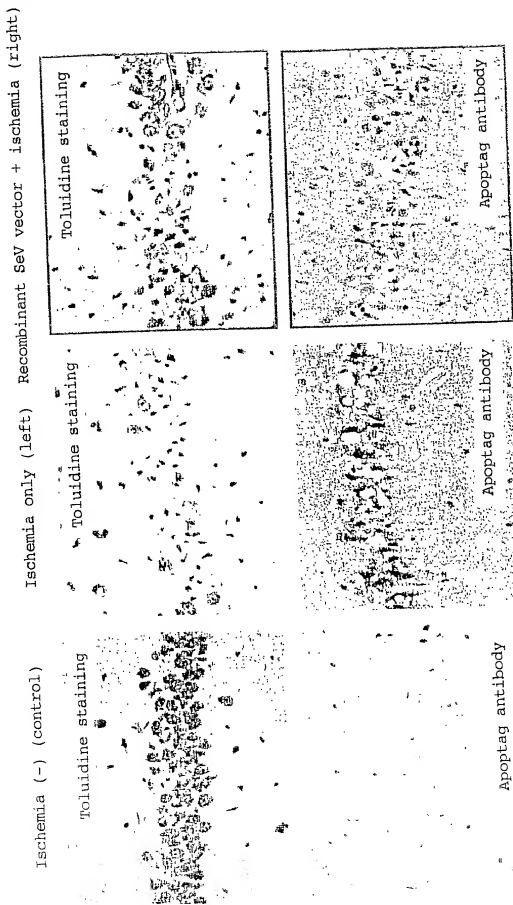 Ischemia (-) (control)
Ischemia only (left)
Recombinant SeV vector + ischemia (right)
Toluidine staining
Toluidine staining
Toluidine staining
Apoptag antibody
Apoptag antibody
Apoptag antibody